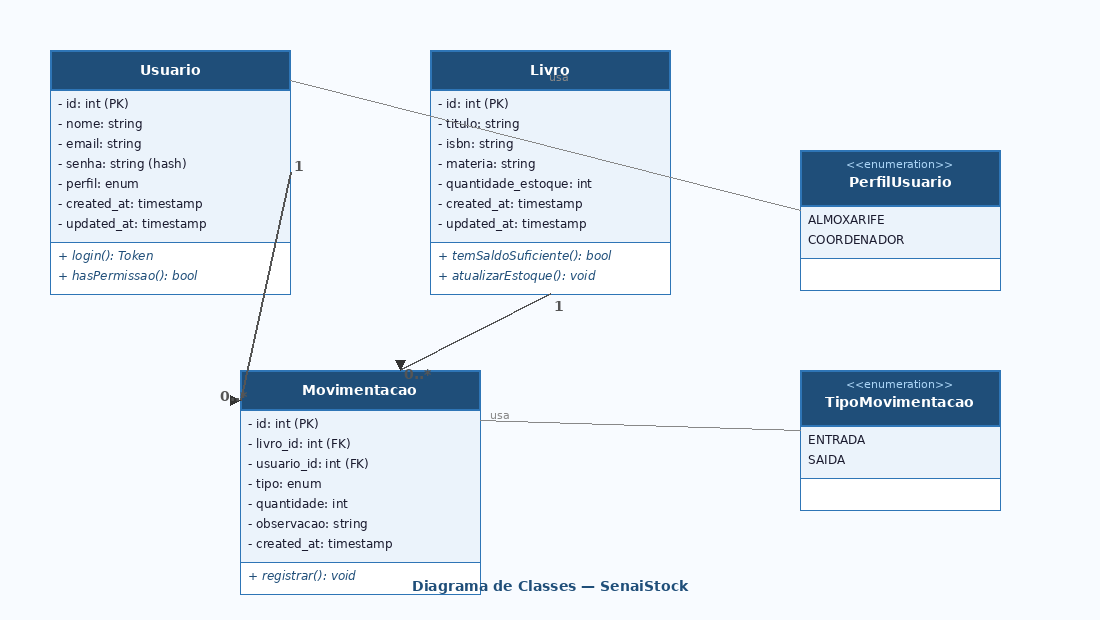 Usuario
- id: int (PK)
- nome: string
- email: string
- senha: string (hash)
- perfil: enum
- created_at: timestamp
- updated_at: timestamp
+ login(): Token
+ hasPermissao(): bool
1
Livro
usa
- id: int (PK)
- titulo: string
- isbn: string
- materia: string
- quantidade_estoque: int
- created_at: timestamp
- updated_at: timestamp
+ temSaldoSuficiente(): bool
+ atualizarEstoque(): void
1
<<enumeration>>
PerfilUsuario
ALMOXARIFE
COORDENADOR
0..*
0..*
Movimentacao
- id: int (PK)
- livro_id: int (FK)
- usuario_id: int (FK)
- tipo: enum
- quantidade: int
- observacao: string
- created_at: timestamp
+ registrar(): void
usa
<<enumeration>>
TipoMovimentacao
ENTRADA
SAIDA
Diagrama de Classes — SenaiStock